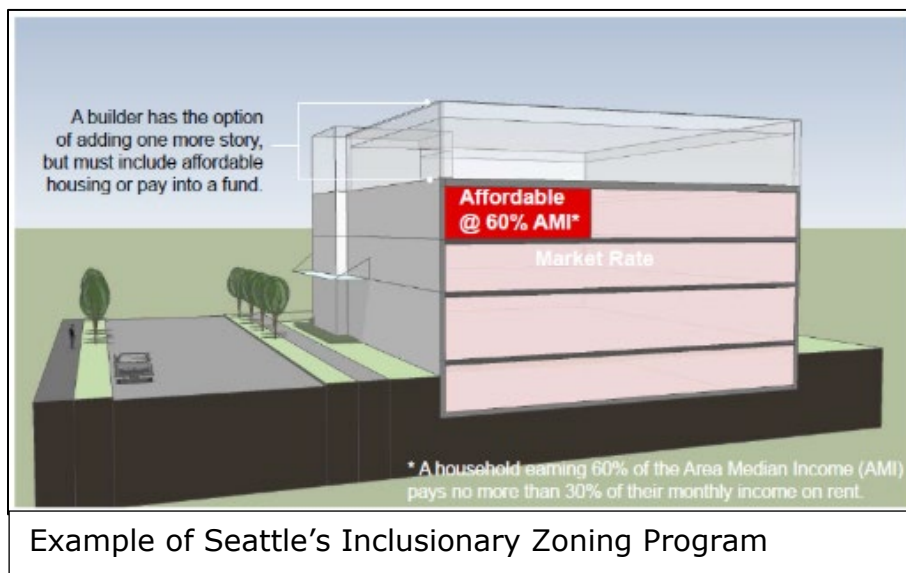 A builder has the option
of adding one more story,
but must include affordable
housing or pay into a fund.
Affordable
@ 60% AMI*
Market Rate
* A household earning 60% of the Area Median Income (AMI)
pays no more than 30% of their monthly income on rent.
Example of Seattle’s Inclusionary Zoning Program